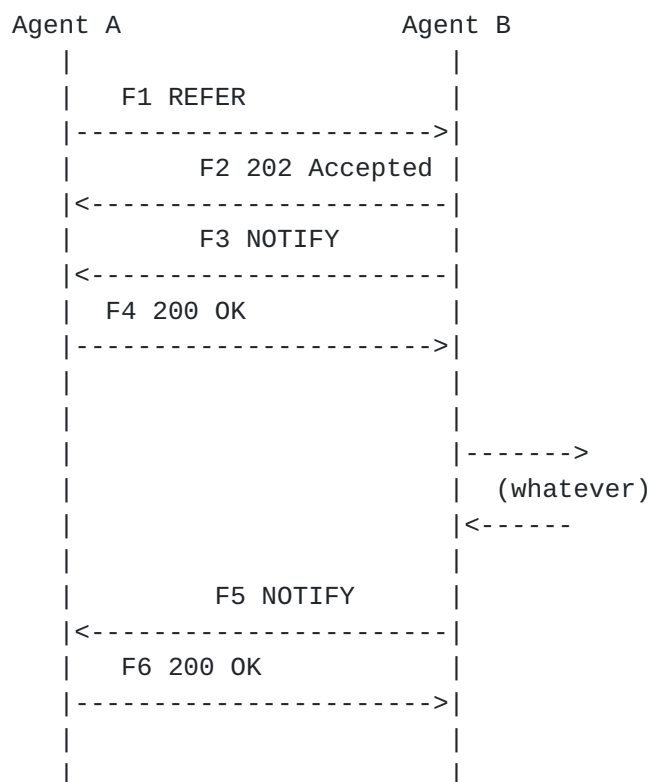 Agent A Agent B
F1 REFER
F2 202 Accepted
F3 NOTIFY
F4 200 OK
(whatever)
F5 NOTIFY
F6 200 OK